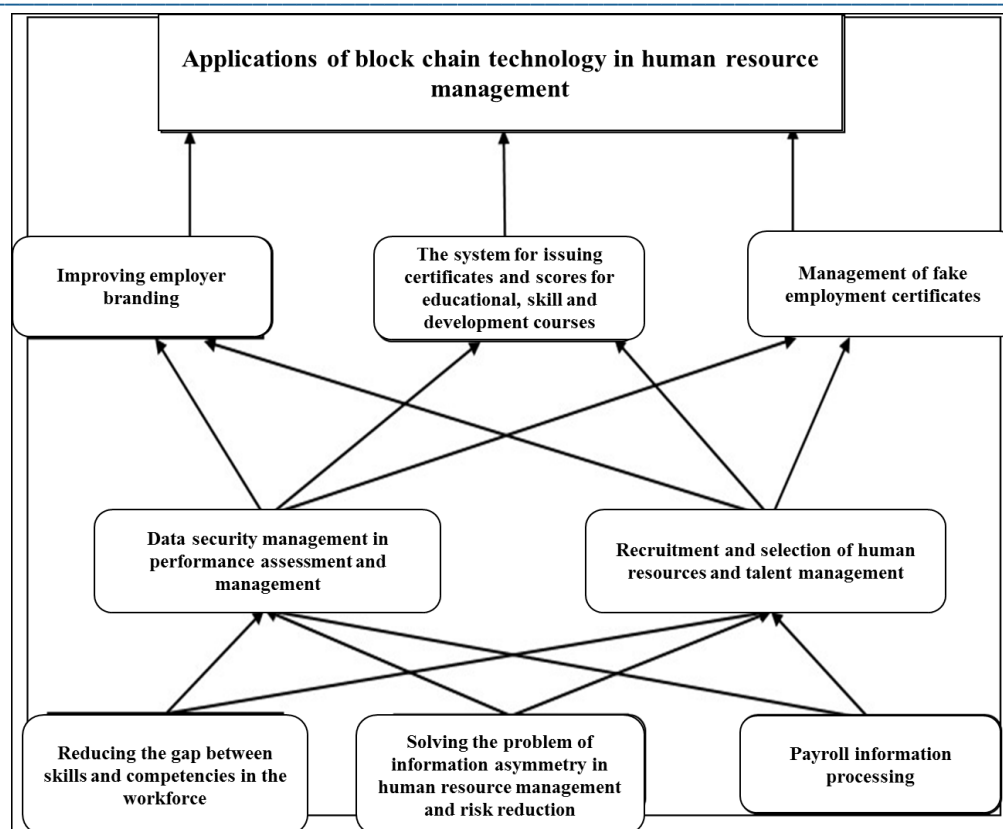 Applications of block chain technology in human resource
management
Improving employer
branding
The system for issuing
certificates and scores for
educational, skill and
development courses
Management of fake
employment certificates
Data security management in
performance assessment and
management
Recruitment and selection of human
resources and talent management
Reducing the gap between
skills and competencies in the
workforce
Solving the problem of
information asymmetry in
human resource management
and risk reduction
Payroll information
processing